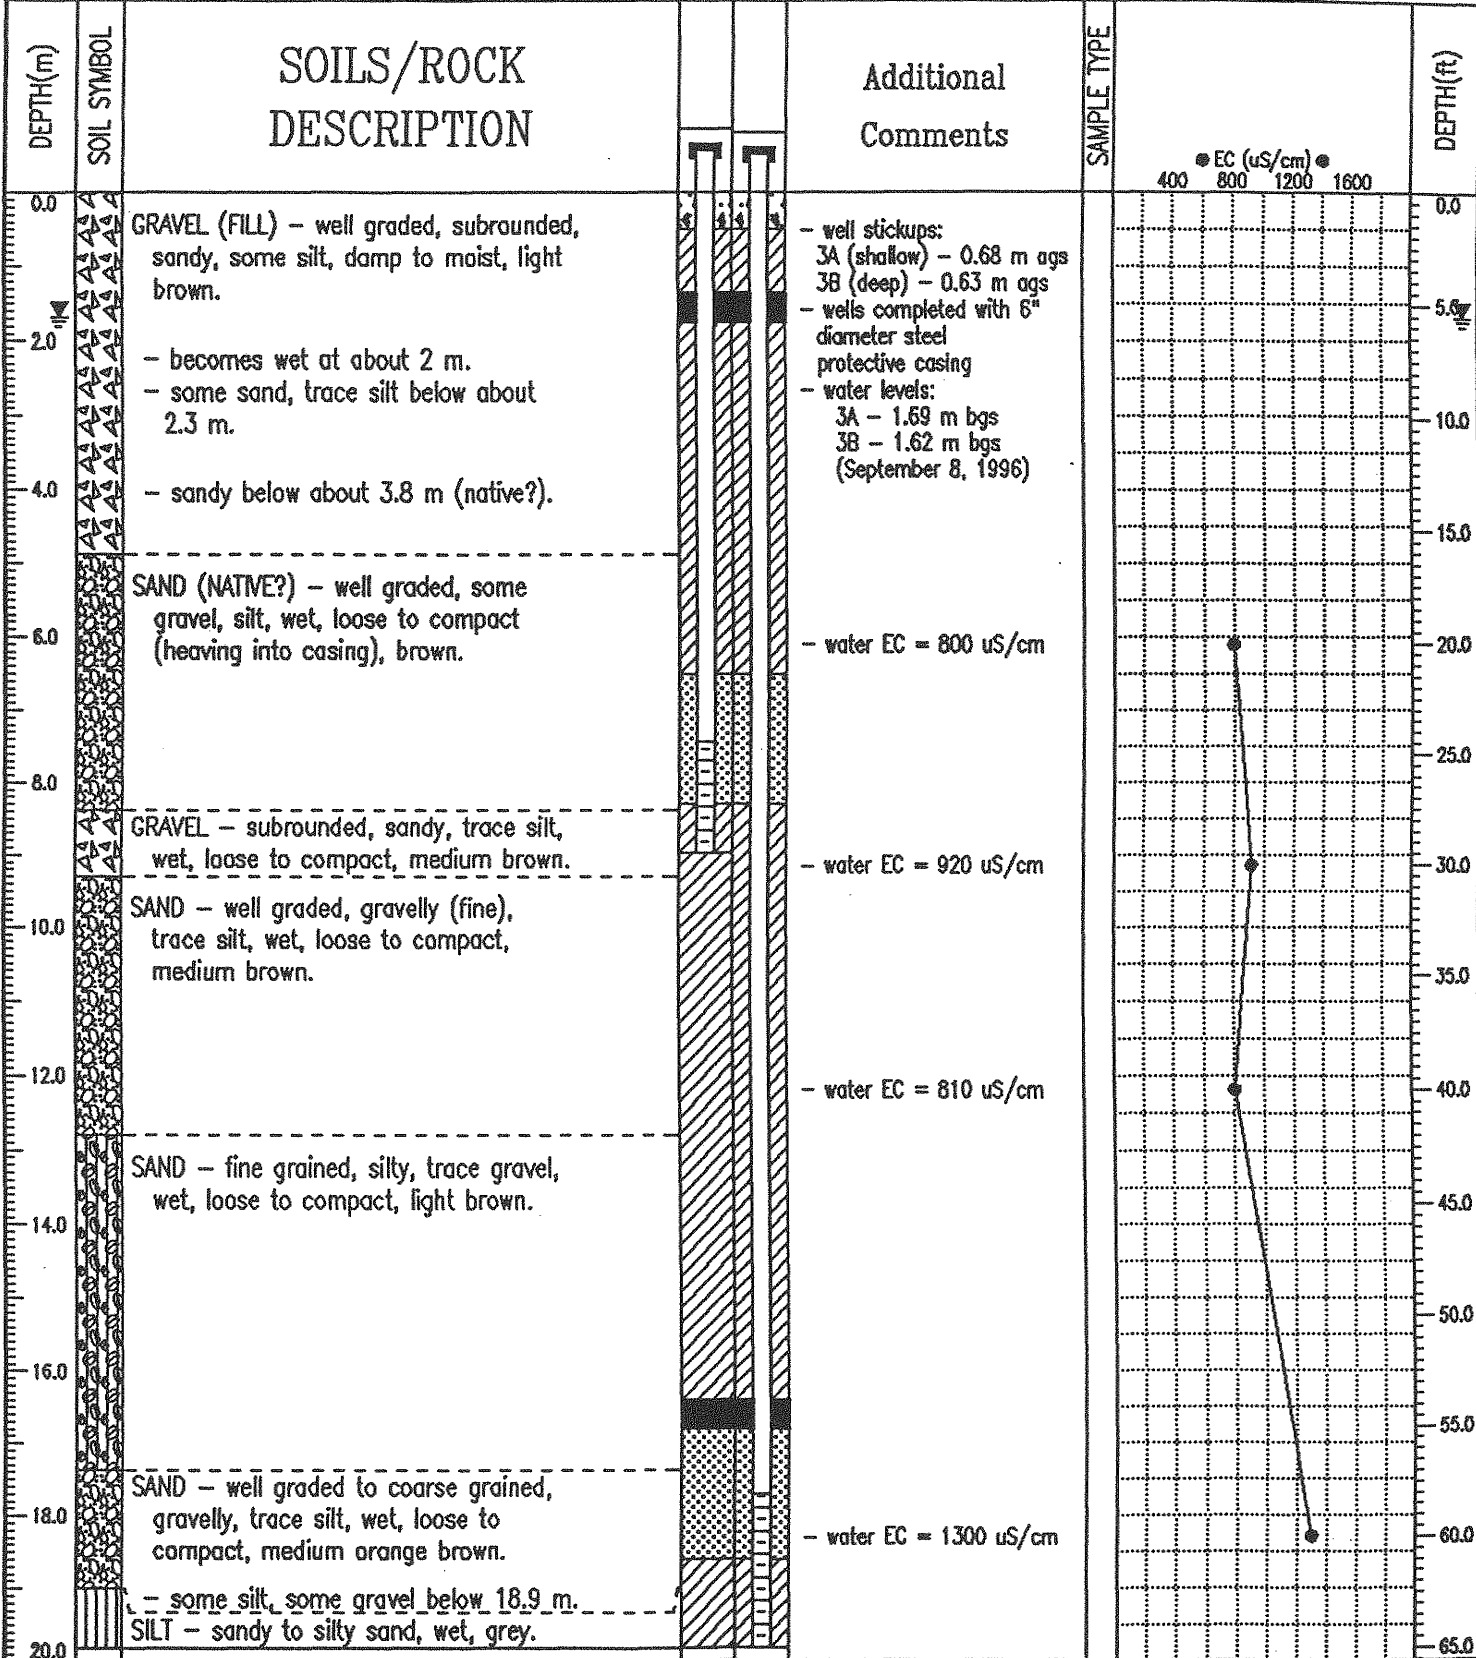 DEPTH(m)
SOIL SYMBOL
SOILS/ROCK
DESCRIPTION
Additional
Comments
SAMPLE TYPE
EC (uS/cm)
400 800 1200 1600
DEPTH(ft)
0.0
2.0
4.0
6.0
8.0
10.0
12.0
14.0
16.0
18.0
20.0
GRAVEL (FILL) – well graded, subrounded,
sandy, some silt, damp to moist, light
brown.
– becomes wet at about 2 m.
– some sand, trace silt below about
2.3 m.
– sandy below about 3.8 m (native?).
SAND (NATIVE?) – well graded, some
gravel, silt, wet, loose to compact
(heaving into casing), brown.
GRAVEL – subrounded, sandy, trace silt,
wet, loose to compact, medium brown.
SAND – well graded, gravelly (fine),
trace silt, wet, loose to compact,
medium brown.
SAND – fine grained, silty, trace gravel,
wet, loose to compact, light brown.
SAND – well graded to coarse grained,
gravelly, trace silt, wet, loose to
compact, medium orange brown.
– some silt, some gravel below 18.9 m.
SILT – sandy to silty sand, wet, grey.
– well stickups:
3A (shallow) – 0.68 m ags
3B (deep) – 0.63 m ags
– wells completed with 6"
diameter steel
protective casing
– water levels:
3A – 1.69 m bgs
3B – 1.62 m bgs
(September 8, 1996)
– water EC = 800 uS/cm
– water EC = 920 uS/cm
– water EC = 810 uS/cm
– water EC = 1300 uS/cm
0.0
5.0
10.0
15.0
20.0
25.0
30.0
35.0
40.0
45.0
50.0
55.0
60.0
65.0